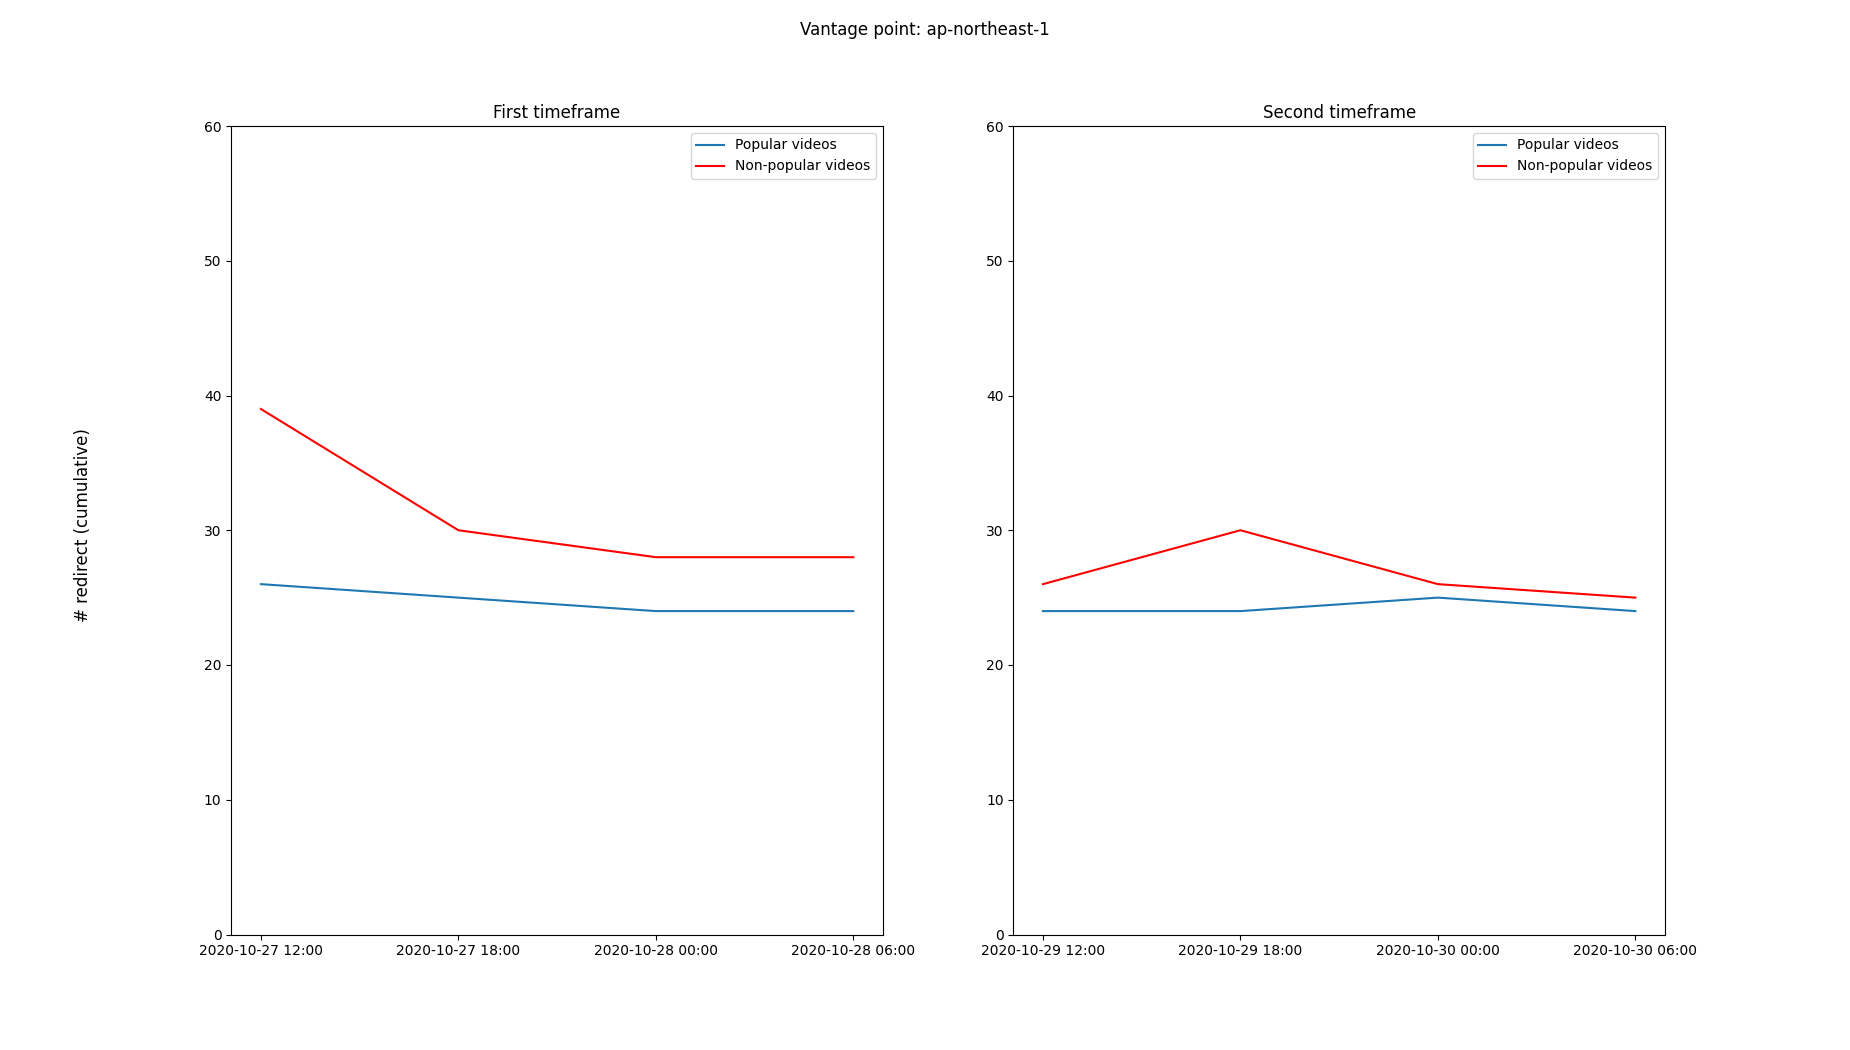 Vantage point: ap-northeast-1
# redirect (cumulative)
First timeframe
Popular videos
Non-popular videos
60
50
40
30
20
10
0
2020-10-27 12:00 2020-10-27 18:00 2020-10-28 00:00 2020-10-28 06:00
Second timeframe
Popular videos
Non-popular videos
60
50
40
30
20
10
0
2020-10-29 12:00 2020-10-29 18:00 2020-10-30 00:00 2020-10-30 06:00